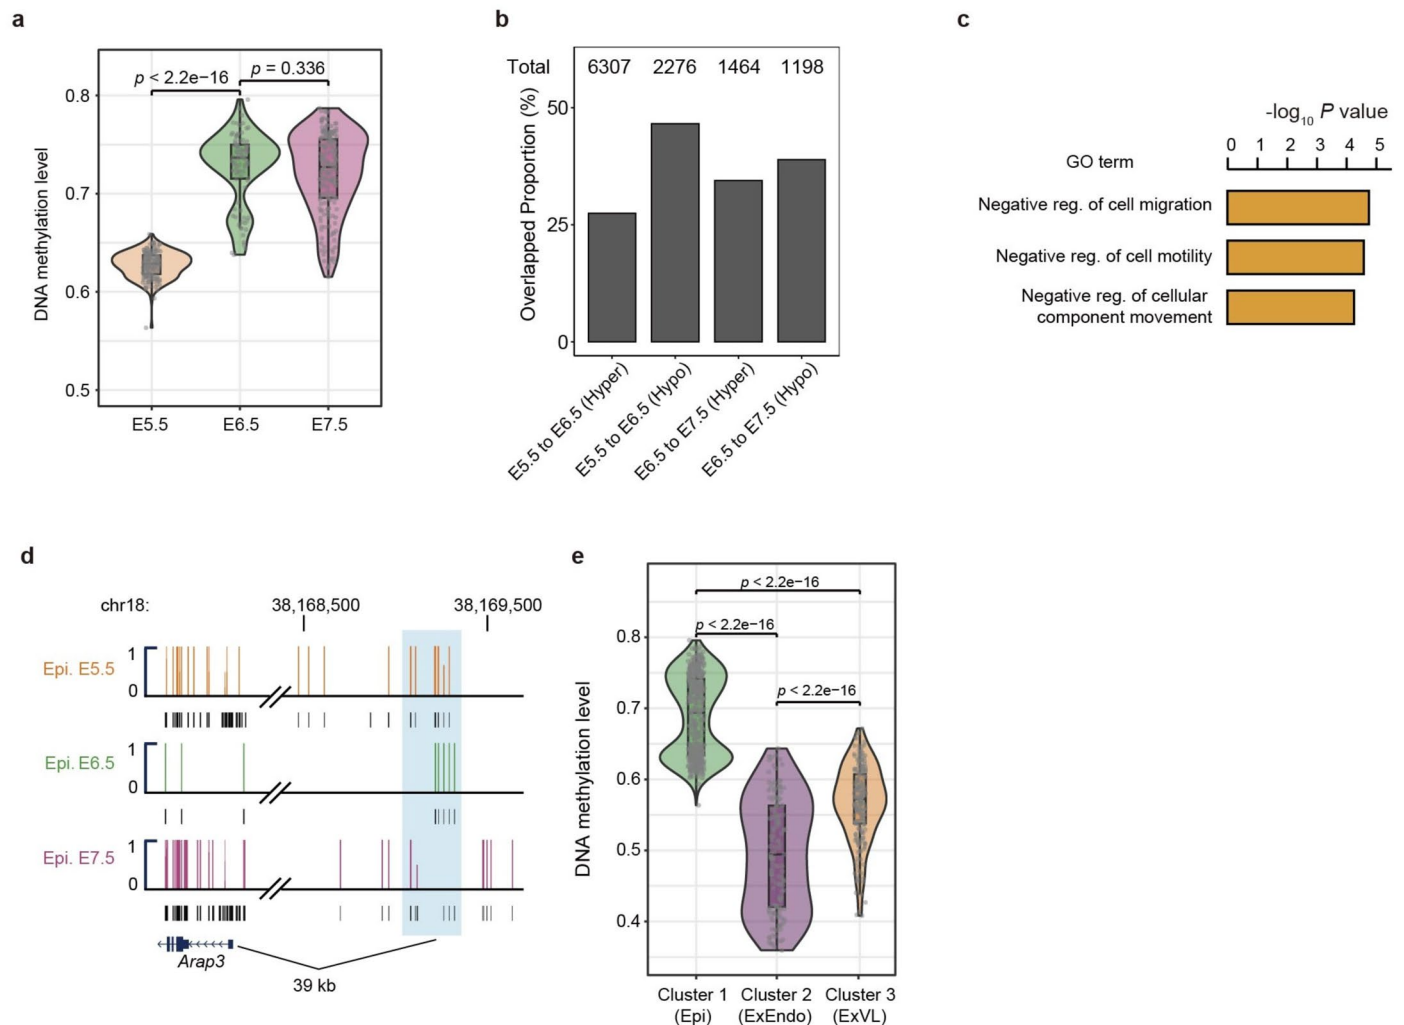 a
p < 2.2e−16
p = 0.336
DNA methylation level
0.8
0.7
0.6
0.5
E5.5 E6.5 E7.5
b
Total 6307 2276 1464 1198
Overlapped Proportion (%)
50
25
0
E5.5 to E6.5 (Hyper)
E5.5 to E6.5 (Hypo)
E6.5 to E7.5 (Hyper)
E6.5 to E7.5 (Hypo)
c
-log10 P value
GO term
0 1 2 3 4 5
Negative reg. of cell migration
Negative reg. of cell motility
Negative reg. of cellular
component movement
d
chr18: 38,168,500 38,169,500
Epi. E5.5
1
0
Epi. E6.5
1
0
Epi. E7.5
1
0
Arap3
39 kb
e
p < 2.2e−16
p < 2.2e−16
p < 2.2e−16
DNA methylation level
0.8
0.7
0.6
0.5
0.4
Cluster 1 Cluster 2 Cluster 3
(Epi) (ExEndo) (ExVL)